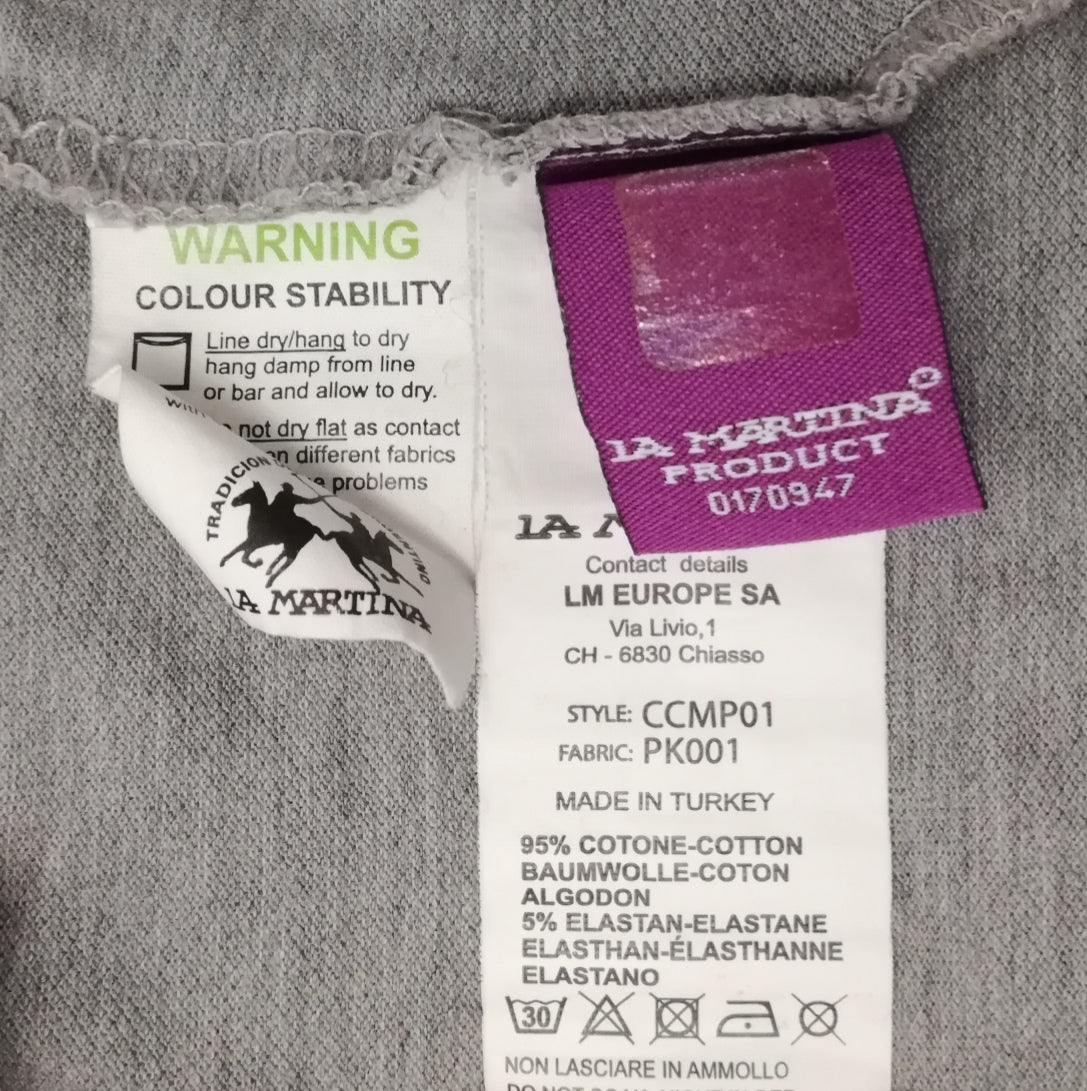 WARNING
COLOUR STABILITY
Line dry/hang to dry
hang damp from line
or bar and allow to dry.
not dry flat as contact
different fabrics
problems
TRADICION
LA MARTINA
LA MARTINA
PRODUCT
0170947
LA
Contact details
LM EUROPE SA
Via Livio,1
CH - 6830 Chiasso
STYLE: CCMP01
FABRIC: PK001
MADE IN TURKEY
95% COTONE-COTTON
BAUMWOLLE-COTON
ALGODON
5% ELASTAN-ELASTANE
ELASTHAN-ÉLASTHANNE
ELASTANO
30
NON LASCIARE IN AMMOLLO